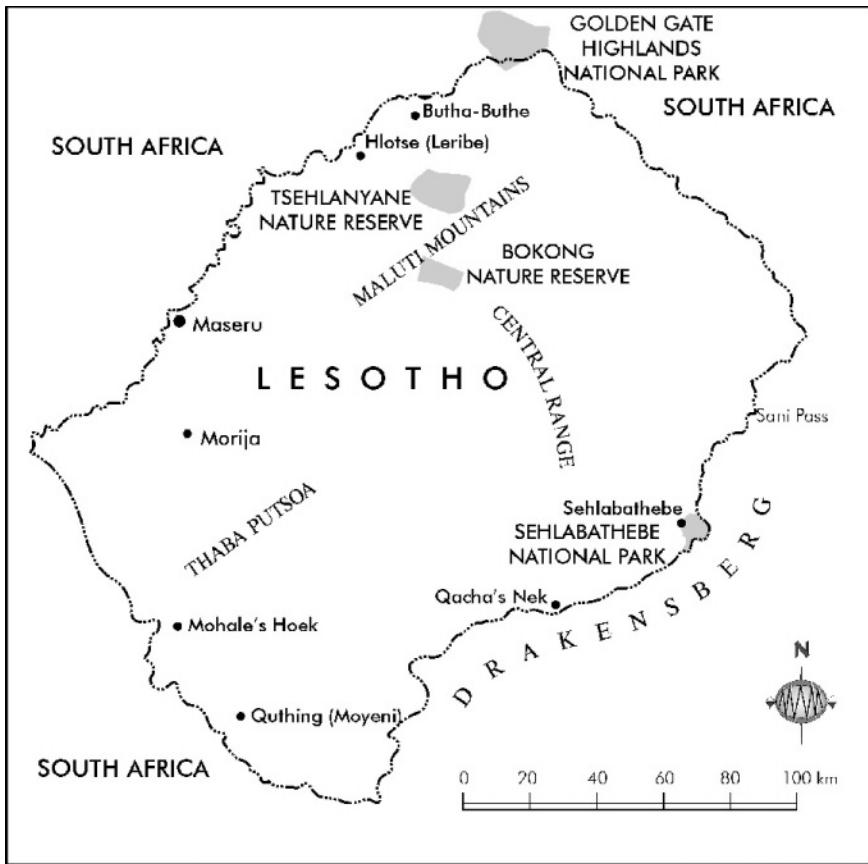 GOLDEN GATE
HIGHLANDS
NATIONAL PARK
SOUTH AFRICA
SOUTH AFRICA
Butha-Buthe
Hlotse (Leribe)
TSEHLANYANE
NATURE RESERVE
MALUTI MOUNTAINS
BOKONG
NATURE RESERVE
Maseru
CENTRAL RANGE
LESOTHO
Sani Pass
Morija
THABA PUTSOA
Sehlabathebe
SEHLABATHEBE
NATIONAL PARK
Qacha's Nek
DRAKENSBERG
Mohale's Hoek
N
Quthing (Moyeni)
SOUTH AFRICA
0 20 40 60 80 100 km